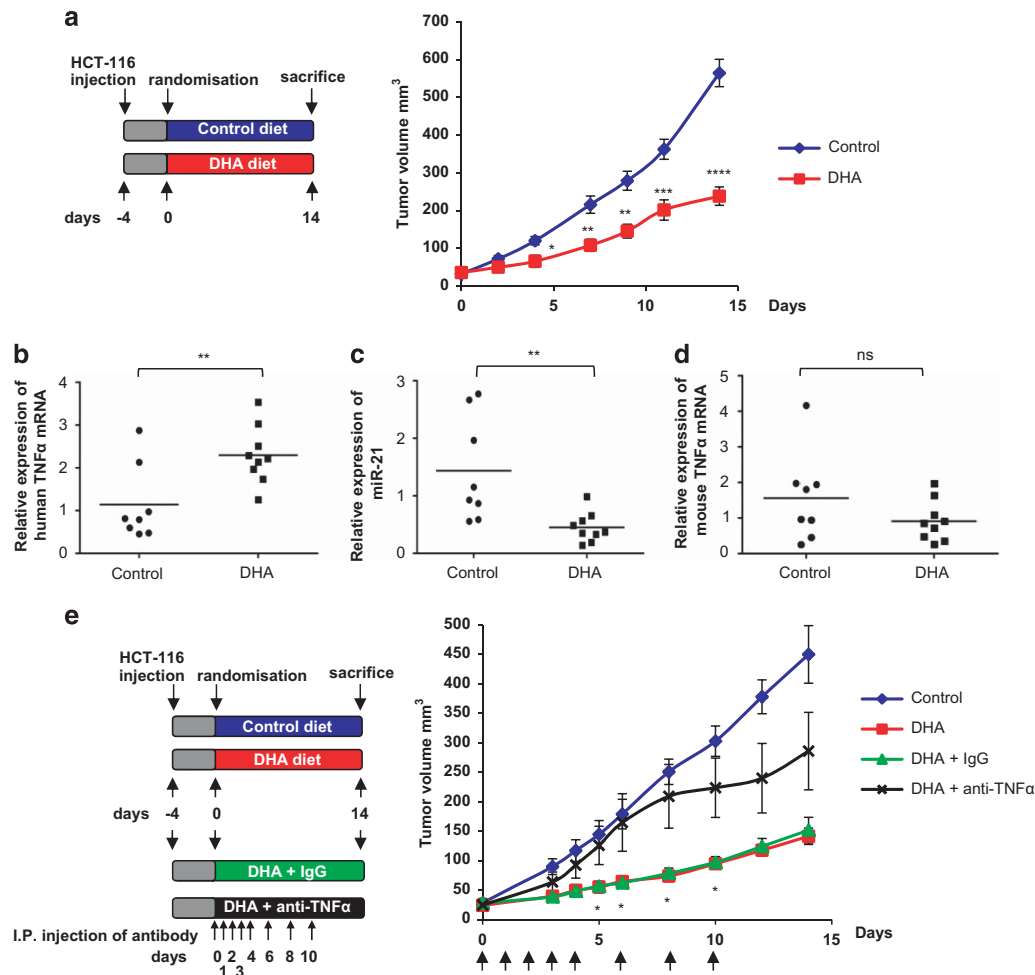 a
HCT-116
injection
randomisation
sacrifice
Control diet
DHA diet
days
-4
0
14
Tumor volume mm3
700
600
500
400
300
200
100
0
0
5
10
15
Days
*
**
**
***
****
Control
DHA
b
**
Relative expression of
human TNFα mRNA
4
3
2
1
0
Control
DHA
c
**
Relative expression of
miR-21
3
2
1
0
Control
DHA
d
ns
Relative expression of
mouse TNFα mRNA
5
4
3
2
1
0
Control
DHA
e
HCT-116
injection
randomisation
sacrifice
Control diet
DHA diet
days
-4
0
14
DHA + IgG
DHA + anti-TNFα
I.P. injection of antibody
days
0 2 4 6 8 10
1 3
Tumor volume mm3
500
450
400
350
300
250
200
150
100
50
0
0
5
10
15
Days
*
*
*
*
Control
DHA
DHA + IgG
DHA + anti-TNFα